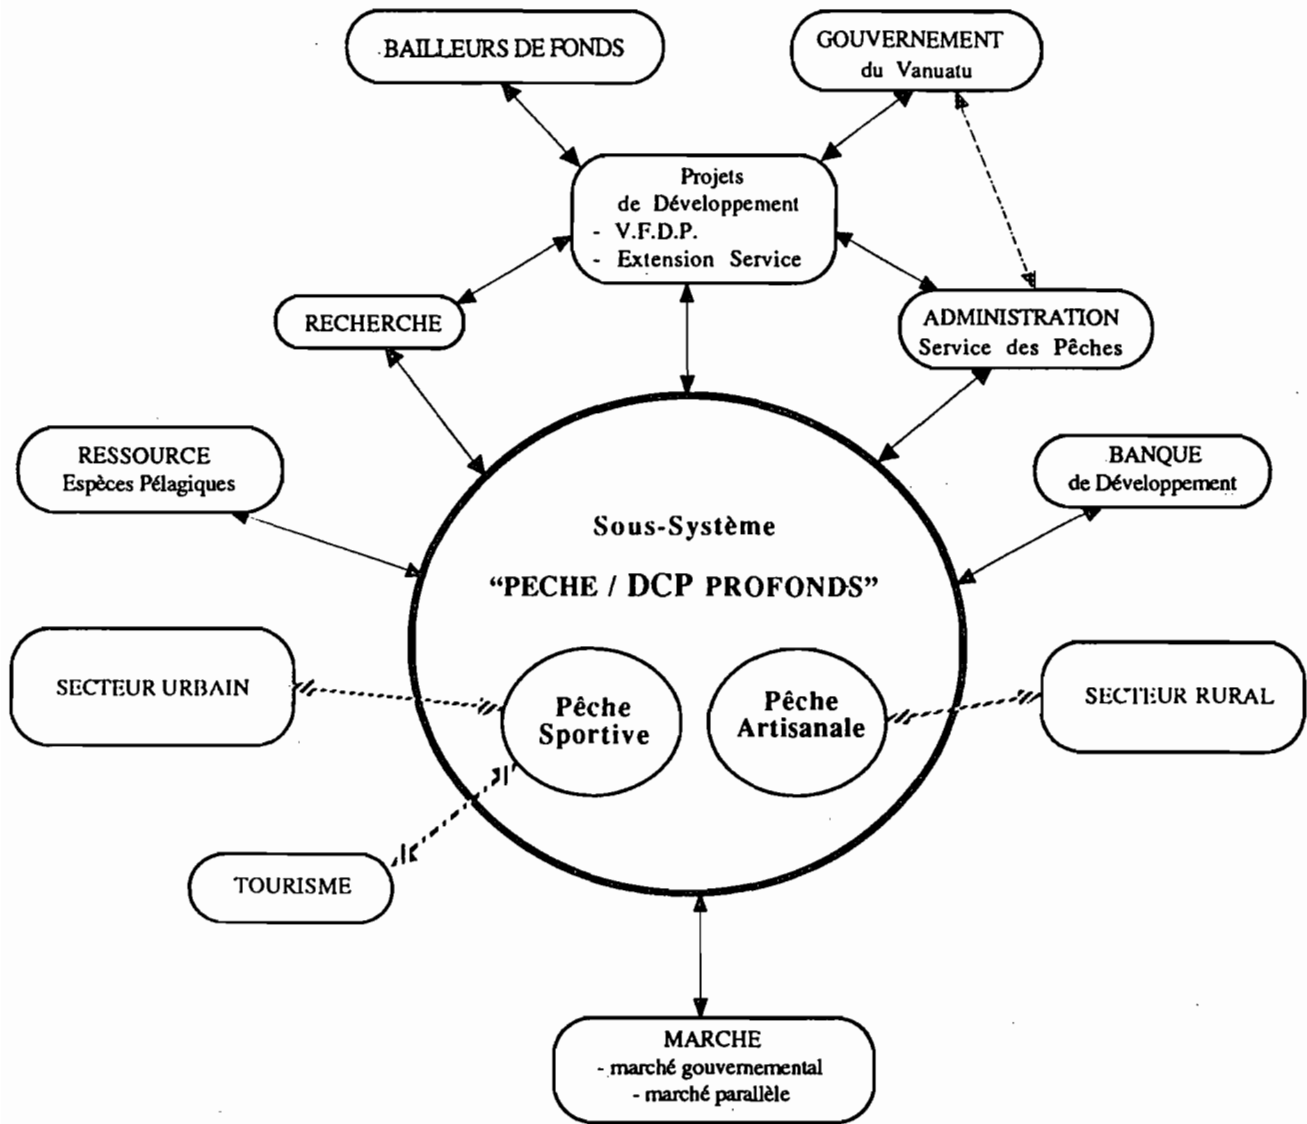 BAILLEURS DE FONDS
GOUVERNEMENT
du Vanuatu
Projets
de Développement
- V.F.D.P.
- Extension Service
RECHERCHE
ADMINISTRATION
Service des Pêches
RESSOURCE
Espèces Pélagiques
BANQUE
de Développement
Sous-Système
“PECHE / DCP PROFONDS”
SECTEUR URBAIN
Pêche
Sportive
Pêche
Artisanale
SECTEUR RURAL
TOURISME
MARCHE
- marché gouvernemental
- marché parallèle